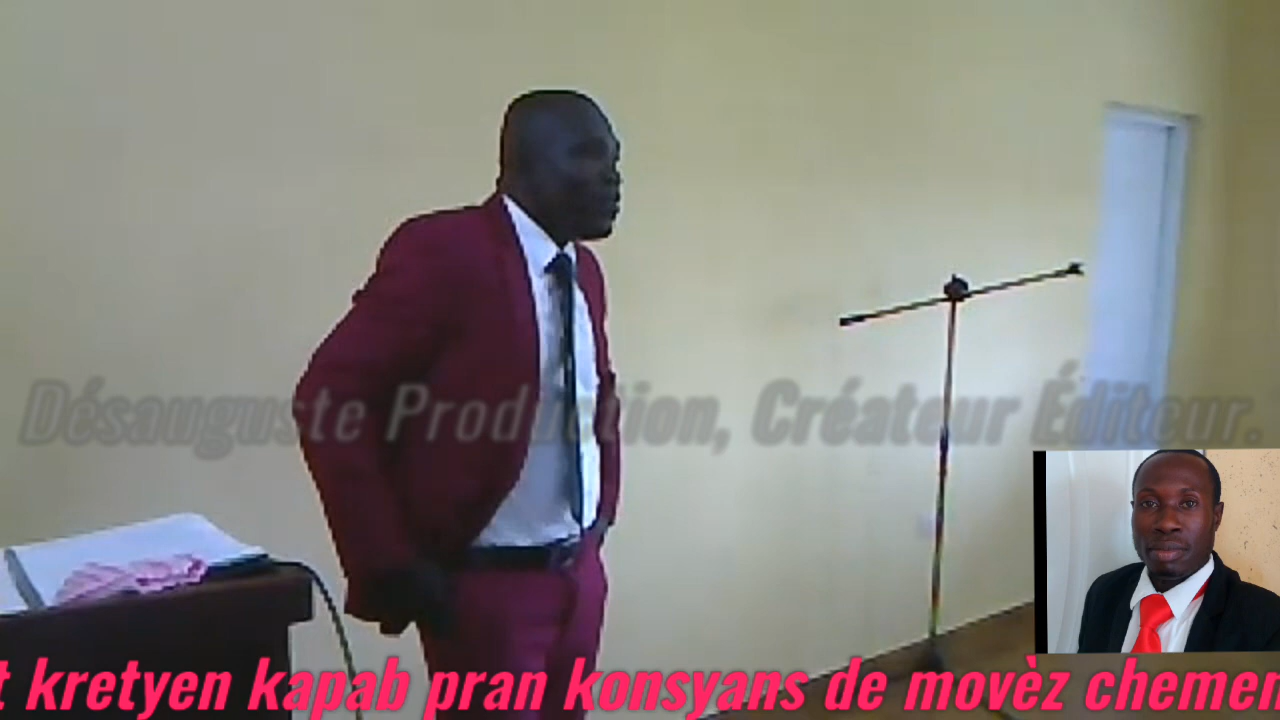 Désauguste Production, Créateur Éditeur.
t kretyen kapab pran konsyans de movèz chemen